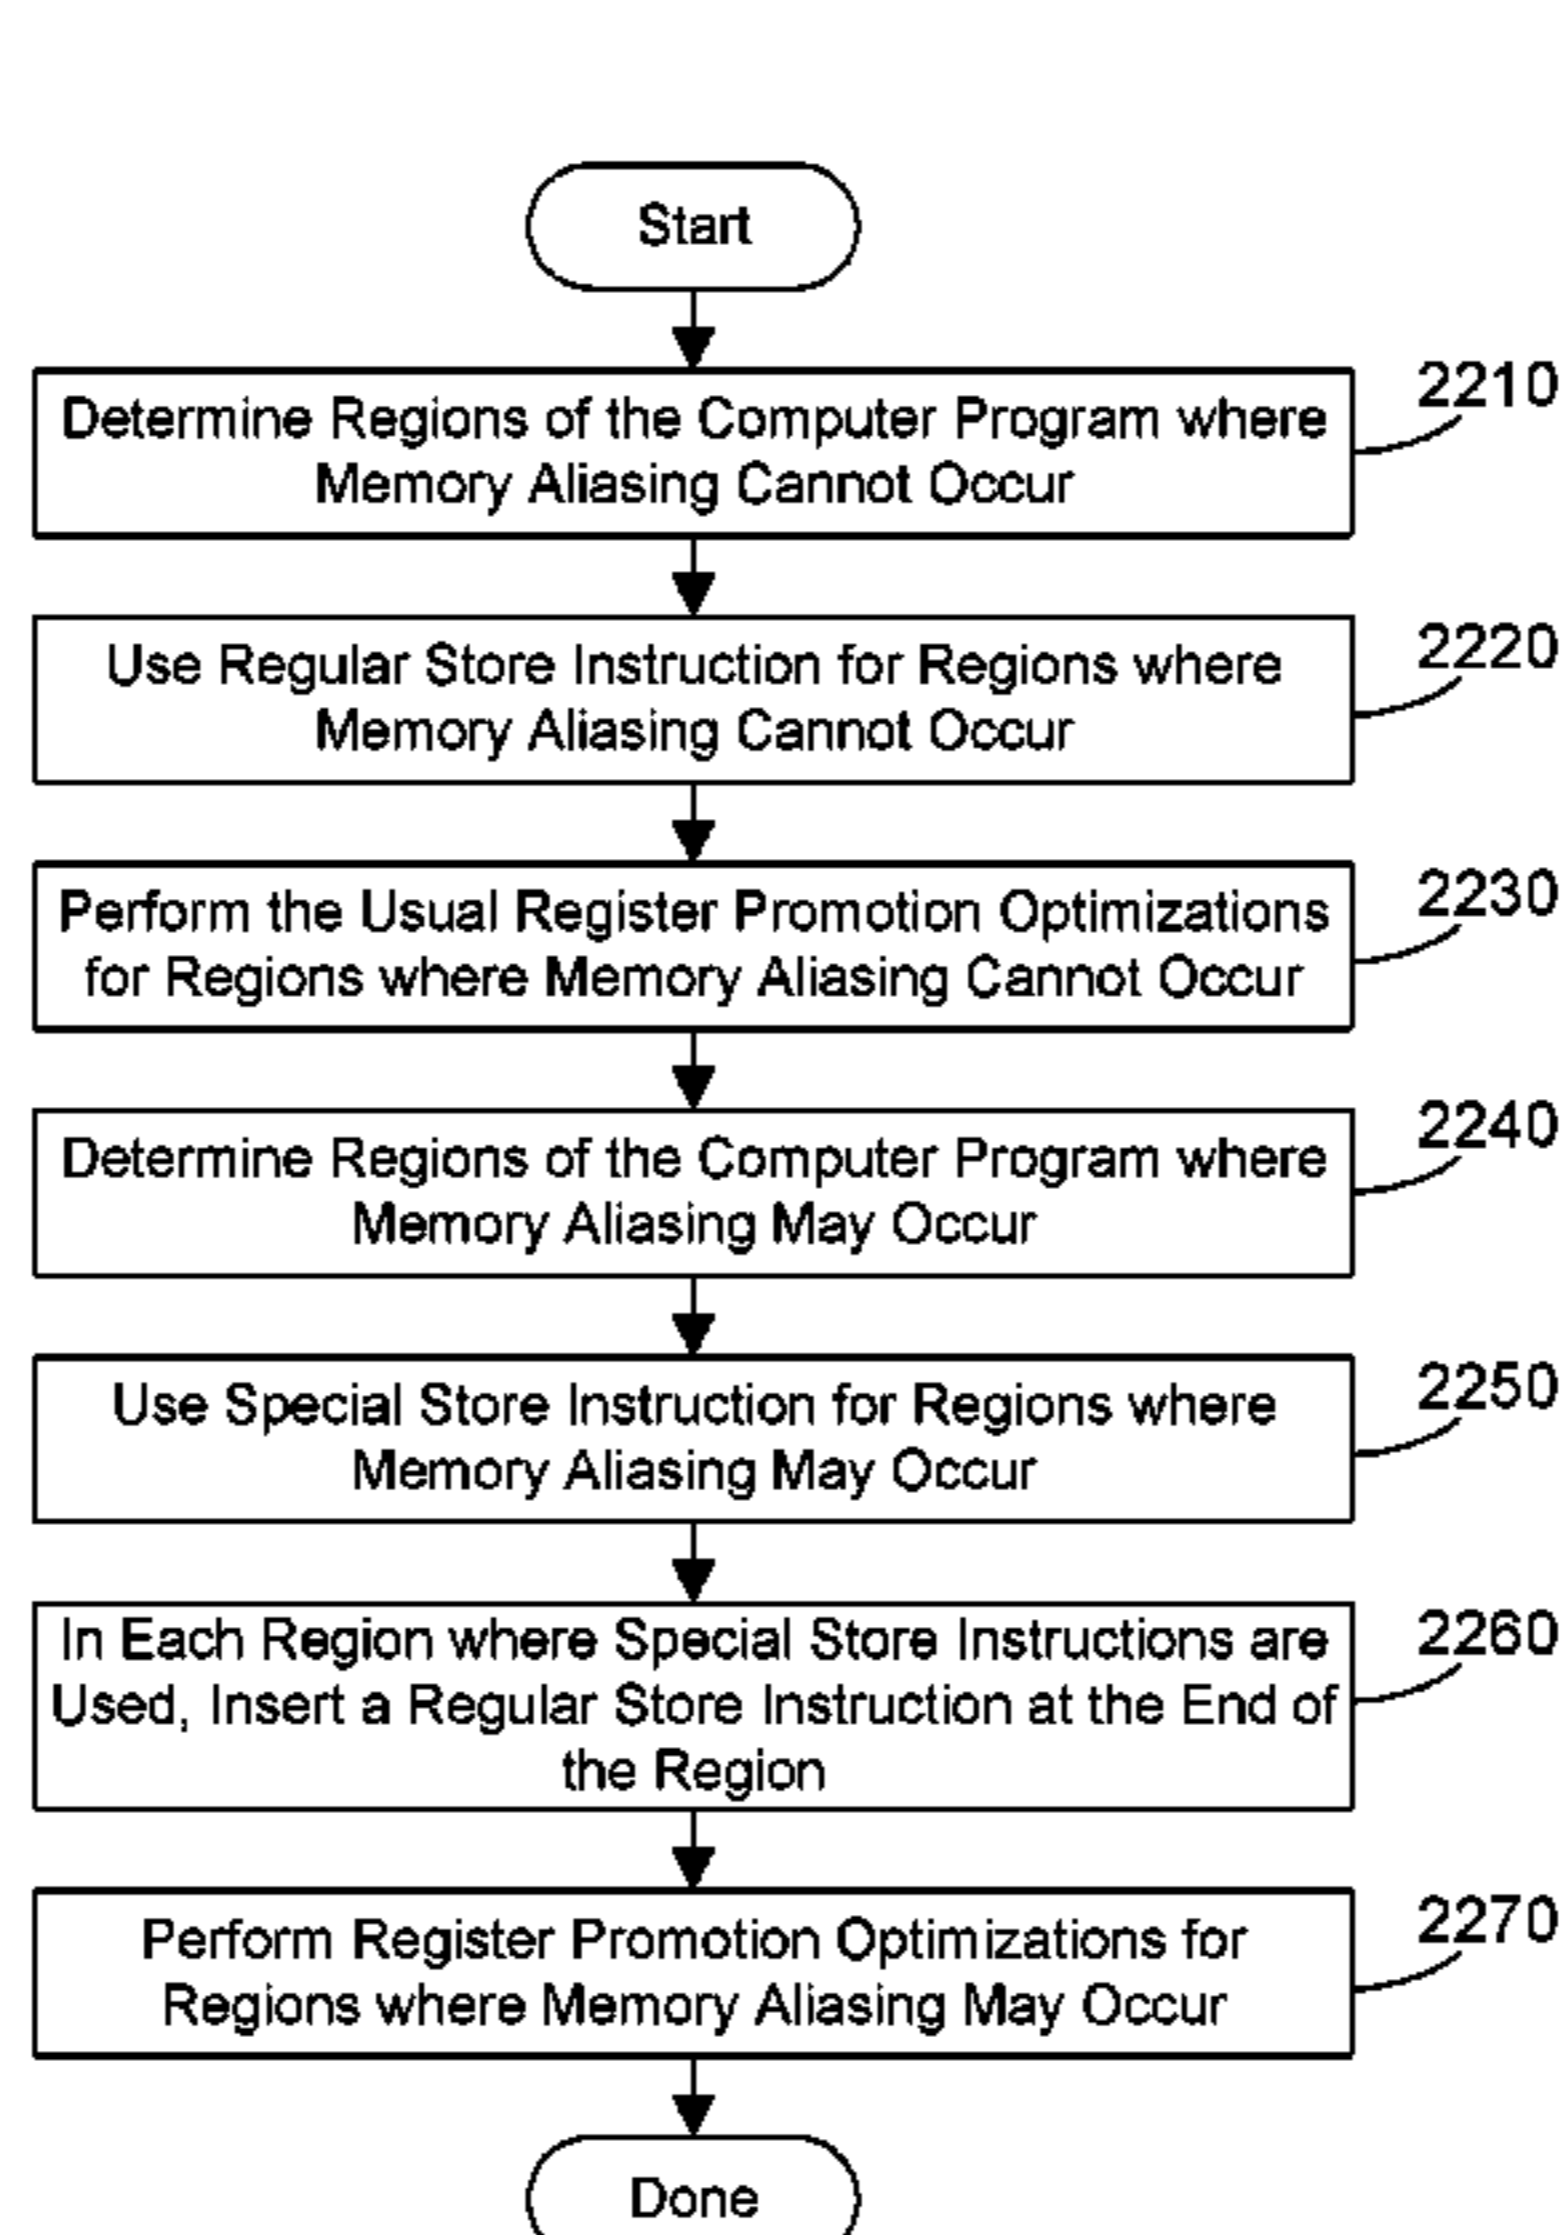 Start
Determine Regions of the Computer Program where
Memory Aliasing Cannot Occur
2210
Use Regular Store Instruction for Regions where
Memory Aliasing Cannot Occur
2220
Perform the Usual Register Promotion Optimizations
for Regions where Memory Aliasing Cannot Occur
2230
Determine Regions of the Computer Program where
Memory Aliasing May Occur
2240
Use Special Store Instruction for Regions where
Memory Aliasing May Occur
2250
In Each Region where Special Store Instructions are
Used, Insert a Regular Store Instruction at the End of
the Region
2260
Perform Register Promotion Optimizations for
Regions where Memory Aliasing May Occur
2270
Done